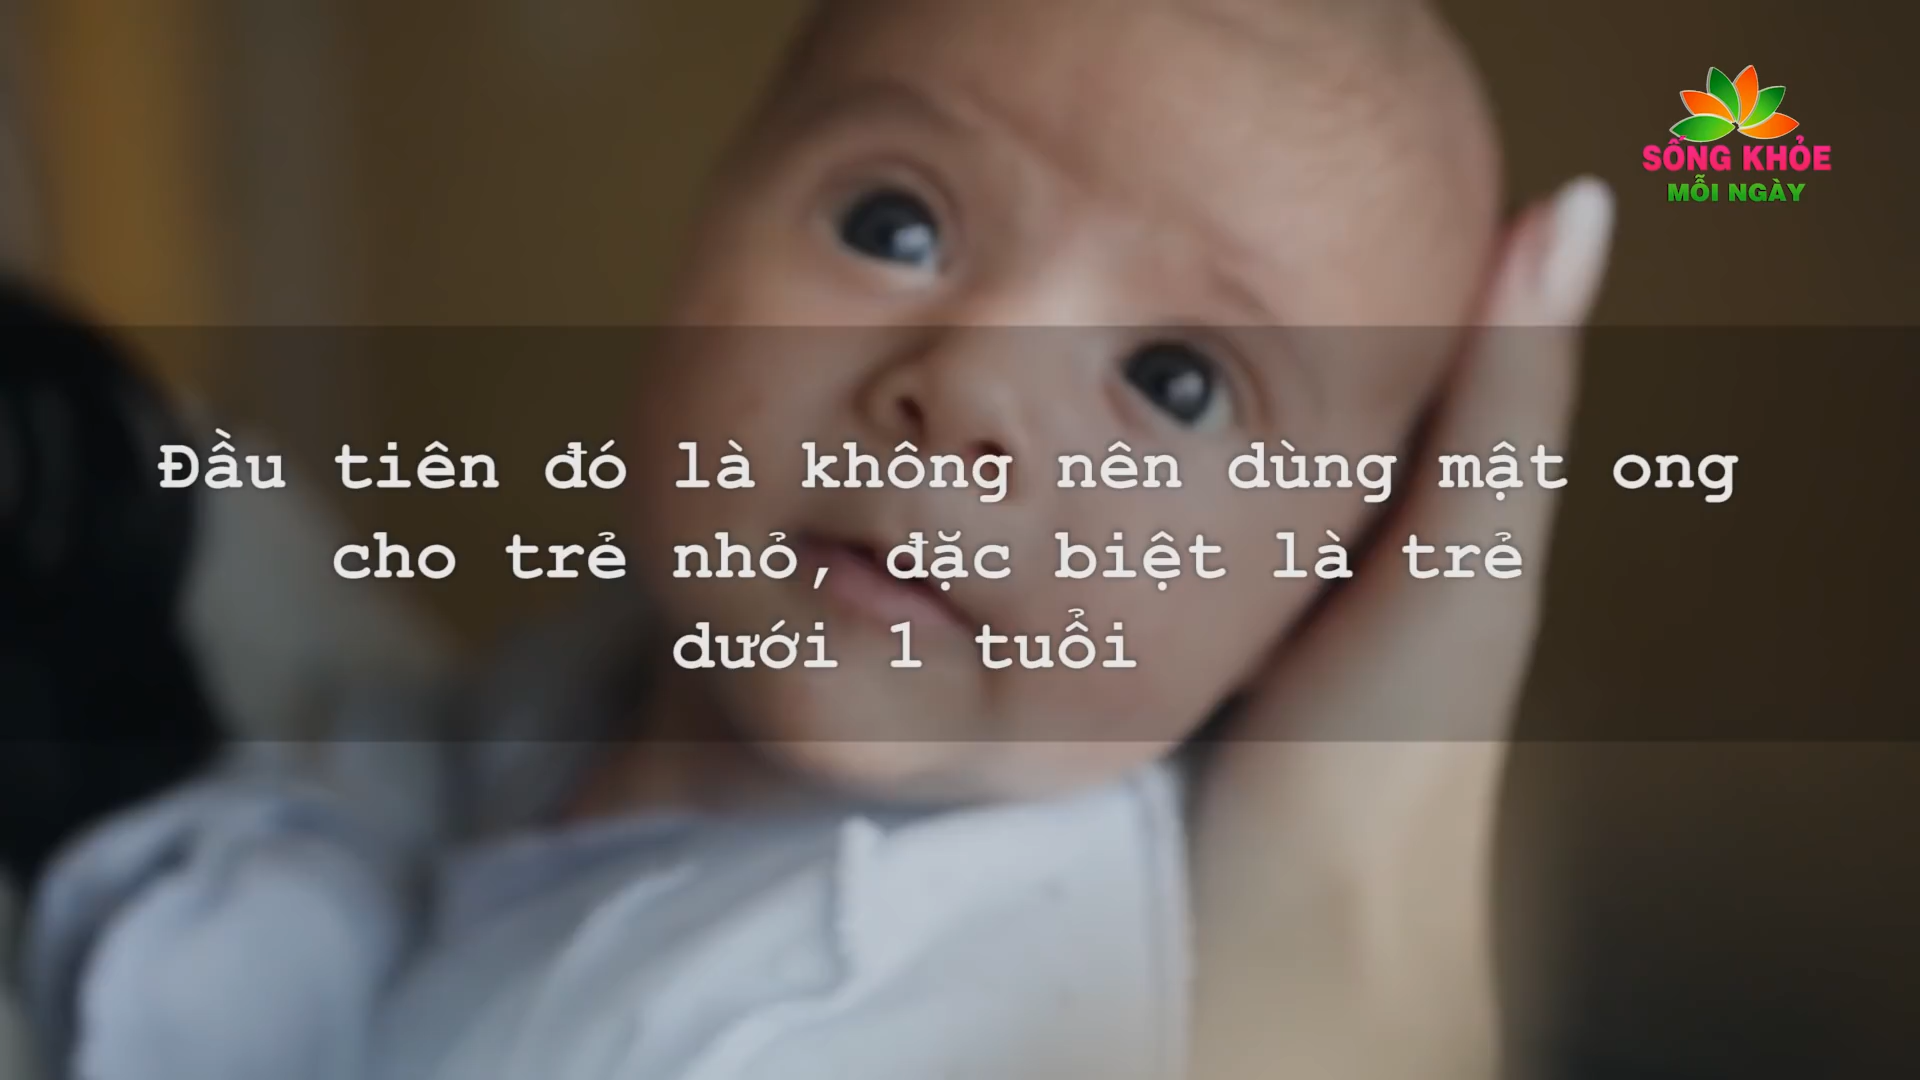 SỐNG KHỎE
MỖI NGÀY
Đầu tiên đó là không nên dùng mật ong
cho trẻ nhỏ, đặc biệt là trẻ
dưới 1 tuổi